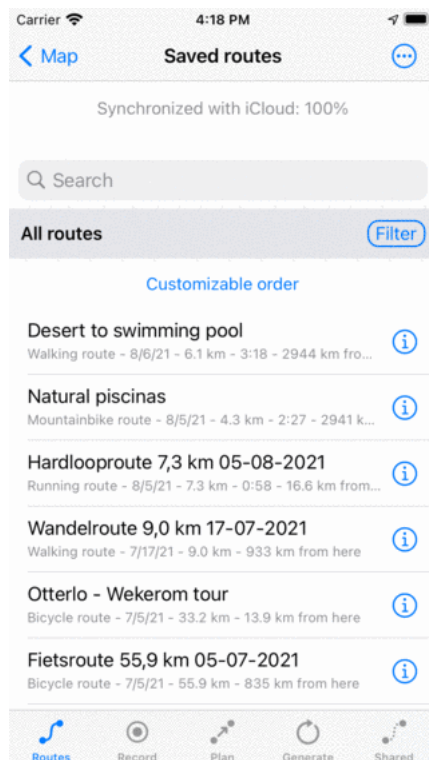 Carrier 4:18 PM
Map Saved routes
Synchronized with iCloud: 100%
Search
All routes Filter
Customizable order
Desert to swimming pool
Walking route - 8/6/21 - 6.1 km - 3:18 - 2944 km fro...
Natural piscinas
Mountainbike route - 8/5/21 - 4.3 km - 2:27 - 2941 k...
Hardlooproute 7,3 km 05-08-2021
Running route - 8/5/21 - 7.3 km - 0:58 - 16.6 km from...
Wandelroute 9,0 km 17-07-2021
Walking route - 7/17/21 - 9.0 km - 933 km from here
Otterlo - Wekerom tour
Bicycle route - 7/5/21 - 33.2 km - 13.9 km from here
Fietsroute 55,9 km 05-07-2021
Bicycle route - 7/5/21 - 55.9 km - 835 km from here
Routes Record Plan Generate Shared